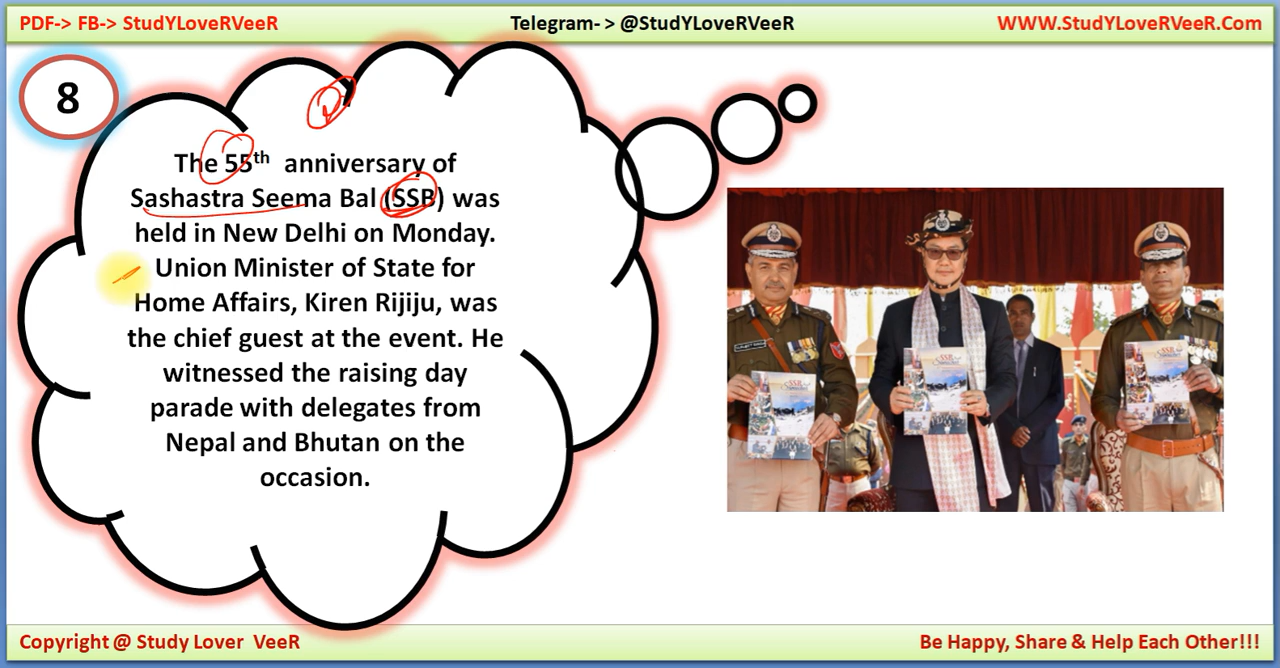 PDF-> FB-> StudYLoveRVeeR Telegram- > @StudYLoveRVeeR WWW.StudYLoveRVeeR.Com
8
The 55th anniversary of
Sashastra Seema Bal (SSB) was
held in New Delhi on Monday.
Union Minister of State for
Home Affairs, Kiren Rijiju, was
the chief guest at the event. He
witnessed the raising day
parade with delegates from
Nepal and Bhutan on the
occasion.
SSB
SSB
SSB
Copyright @ Study Lover VeeR Be Happy, Share & Help Each Other!!!